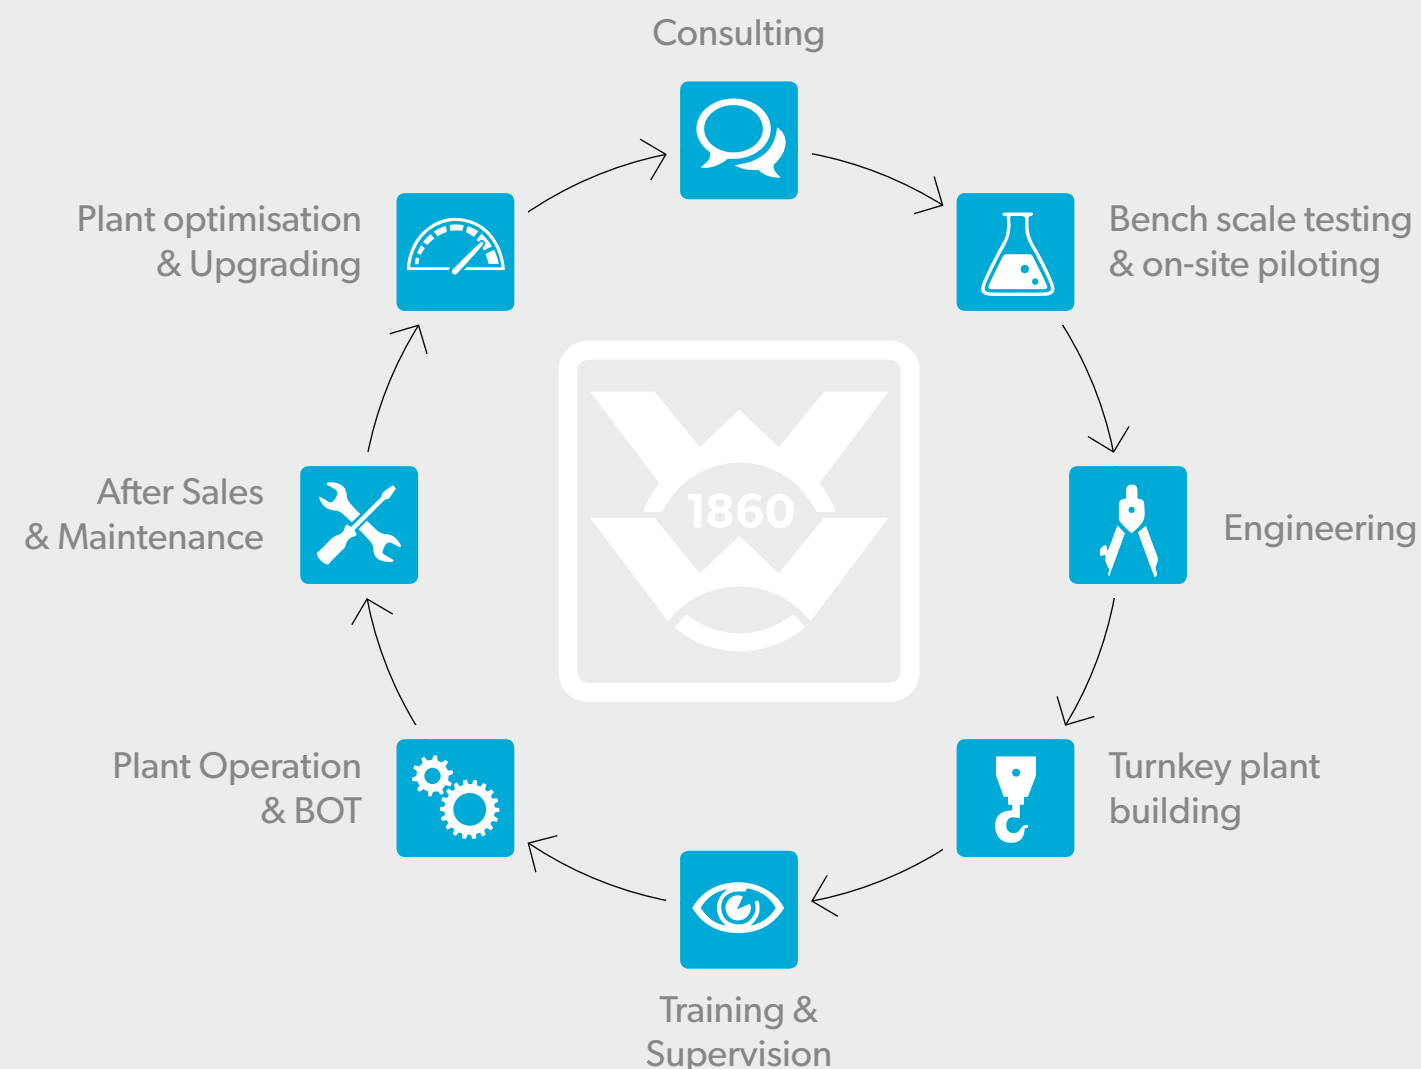 Consulting
Plant optimisation
& Upgrading
Bench scale testing
& on-site piloting
After Sales
& Maintenance
1860
Engineering
Plant Operation
& BOT
Turnkey plant
building
Training &
Supervision